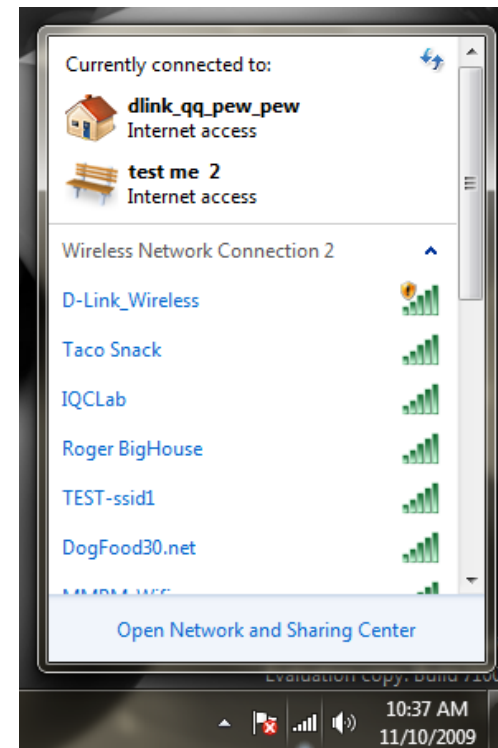 Currently connected to:
dlink_qq_pew_pew
Internet access
test me 2
Internet access
Wireless Network Connection 2
D-Link_Wireless
Taco Snack
IQCLab
Roger BigHouse
TEST-ssid1
DogFood30.net
Open Network and Sharing Center
Evaluation copy. Build 7100
10:37 AM
11/10/2009